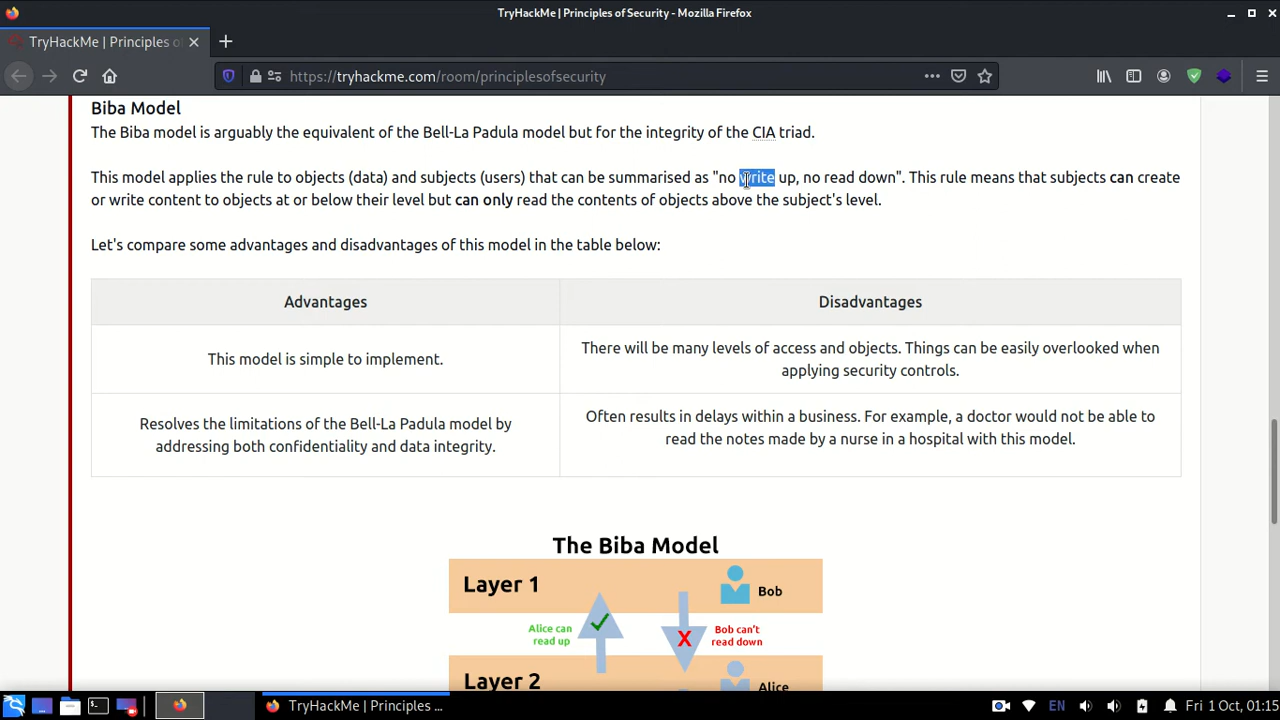 TryHackMe | Principles of Security - Mozilla Firefox
TryHackMe | Principles of
https://tryhackme.com/room/principlesofsecurity
Biba Model
The Biba model is arguably the equivalent of the Bell-La Padula model but for the integrity of the CIA triad.
This model applies the rule to objects (data) and subjects (users) that can be summarised as "no write up, no read down". This rule means that subjects can create
or write content to objects at or below their level but can only read the contents of objects above the subject's level.
Let's compare some advantages and disadvantages of this model in the table below:
Advantages
Disadvantages
This model is simple to implement.
There will be many levels of access and objects. Things can be easily overlooked when
applying security controls.
Resolves the limitations of the Bell-La Padula model by
addressing both confidentiality and data integrity.
Often results in delays within a business. For example, a doctor would not be able to
read the notes made by a nurse in a hospital with this model.
The Biba Model
Layer 1
Bob
Alice can
read up
X
Bob can't
read down
Layer 2
Alice
TryHackMe | Principles ...
EN
Fri 1 Oct, 01:15